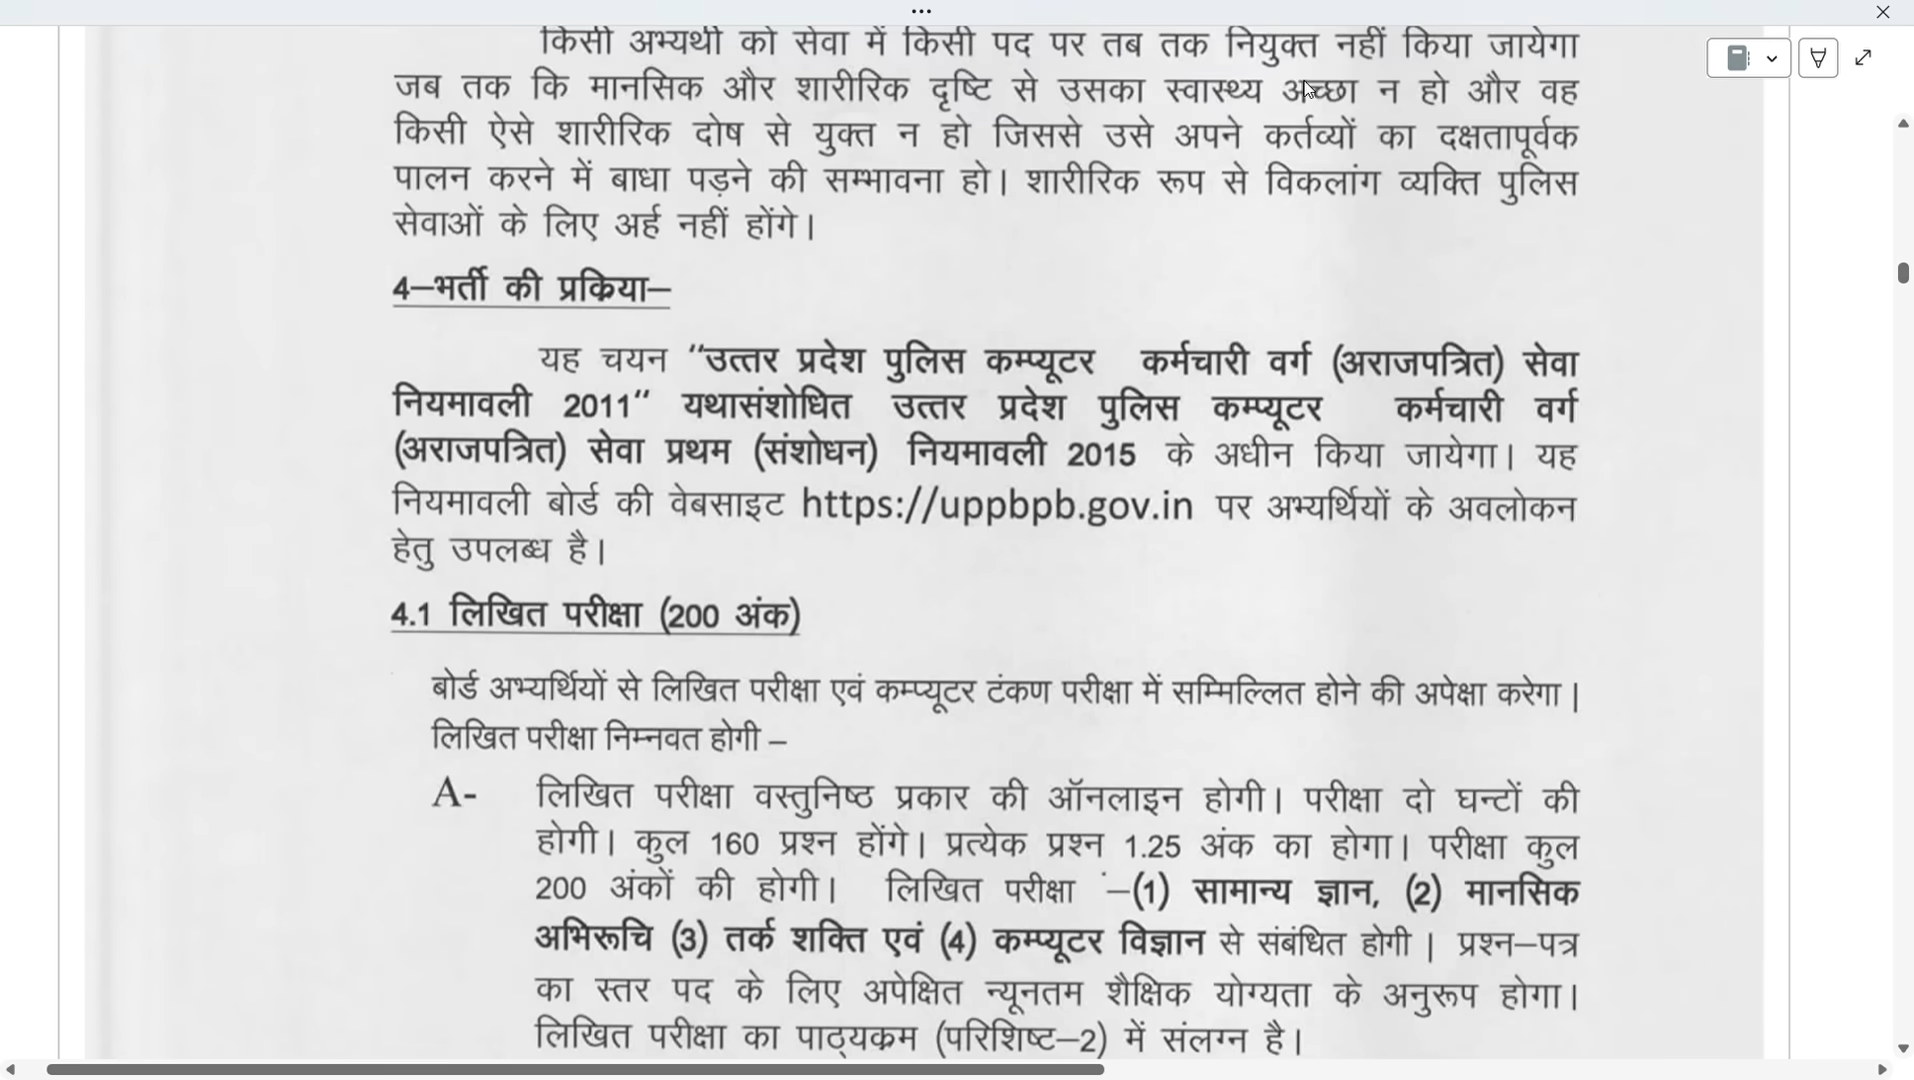 किसी अभ्यर्थी को सेवा में किसी पद पर तब तक नियुक्त नहीं किया जायेगा
जब तक कि मानसिक और शारीरिक दृष्टि से उसका स्वास्थ्य अच्छा न हो और वह
किसी ऐसे शारीरिक दोष से युक्त न हो जिससे उसे अपने कर्तव्यों का दक्षतापूर्वक
पालन करने में बाधा पड़ने की सम्भावना हो। शारीरिक रूप से विकलांग व्यक्ति पुलिस
सेवाओं के लिए अर्ह नहीं होंगे।
4–भर्ती की प्रकिया–
यह चयन "उत्तर प्रदेश पुलिस कम्प्यूटर कर्मचारी वर्ग (अराजपत्रित) सेवा
नियमावली 2011" यथासंशोधित उत्तर प्रदेश पुलिस कम्प्यूटर कर्मचारी वर्ग
(अराजपत्रित) सेवा प्रथम (संशोधन) नियमावली 2015 के अधीन किया जायेगा। यह
नियमावली बोर्ड की वेबसाइट https://uppbpb.gov.in पर अभ्यर्थियों के अवलोकन
हेतु उपलब्ध है।
4.1 लिखित परीक्षा (200 अंक)
बोर्ड अभ्यर्थियों से लिखित परीक्षा एवं कम्प्यूटर टंकण परीक्षा में सम्मिल्लित होने की अपेक्षा करेगा |
लिखित परीक्षा निम्नवत होगी –
A- लिखित परीक्षा वस्तुनिष्ठ प्रकार की ऑनलाइन होगी। परीक्षा दो घन्टों की
होगी। कुल 160 प्रश्न होंगे। प्रत्येक प्रश्न 1.25 अंक का होगा। परीक्षा कुल
200 अंकों की होगी। लिखित परीक्षा –(1) सामान्य ज्ञान, (2) मानसिक
अभिरूचि (3) तर्क शक्ति एवं (4) कम्प्यूटर विज्ञान से संबंधित होगी | प्रश्न–पत्र
का स्तर पद के लिए अपेक्षित न्यूनतम शैक्षिक योग्यता के अनुरूप होगा।
लिखित परीक्षा का पाठ्यकम (परिशिष्ट–2) में संलग्न है।